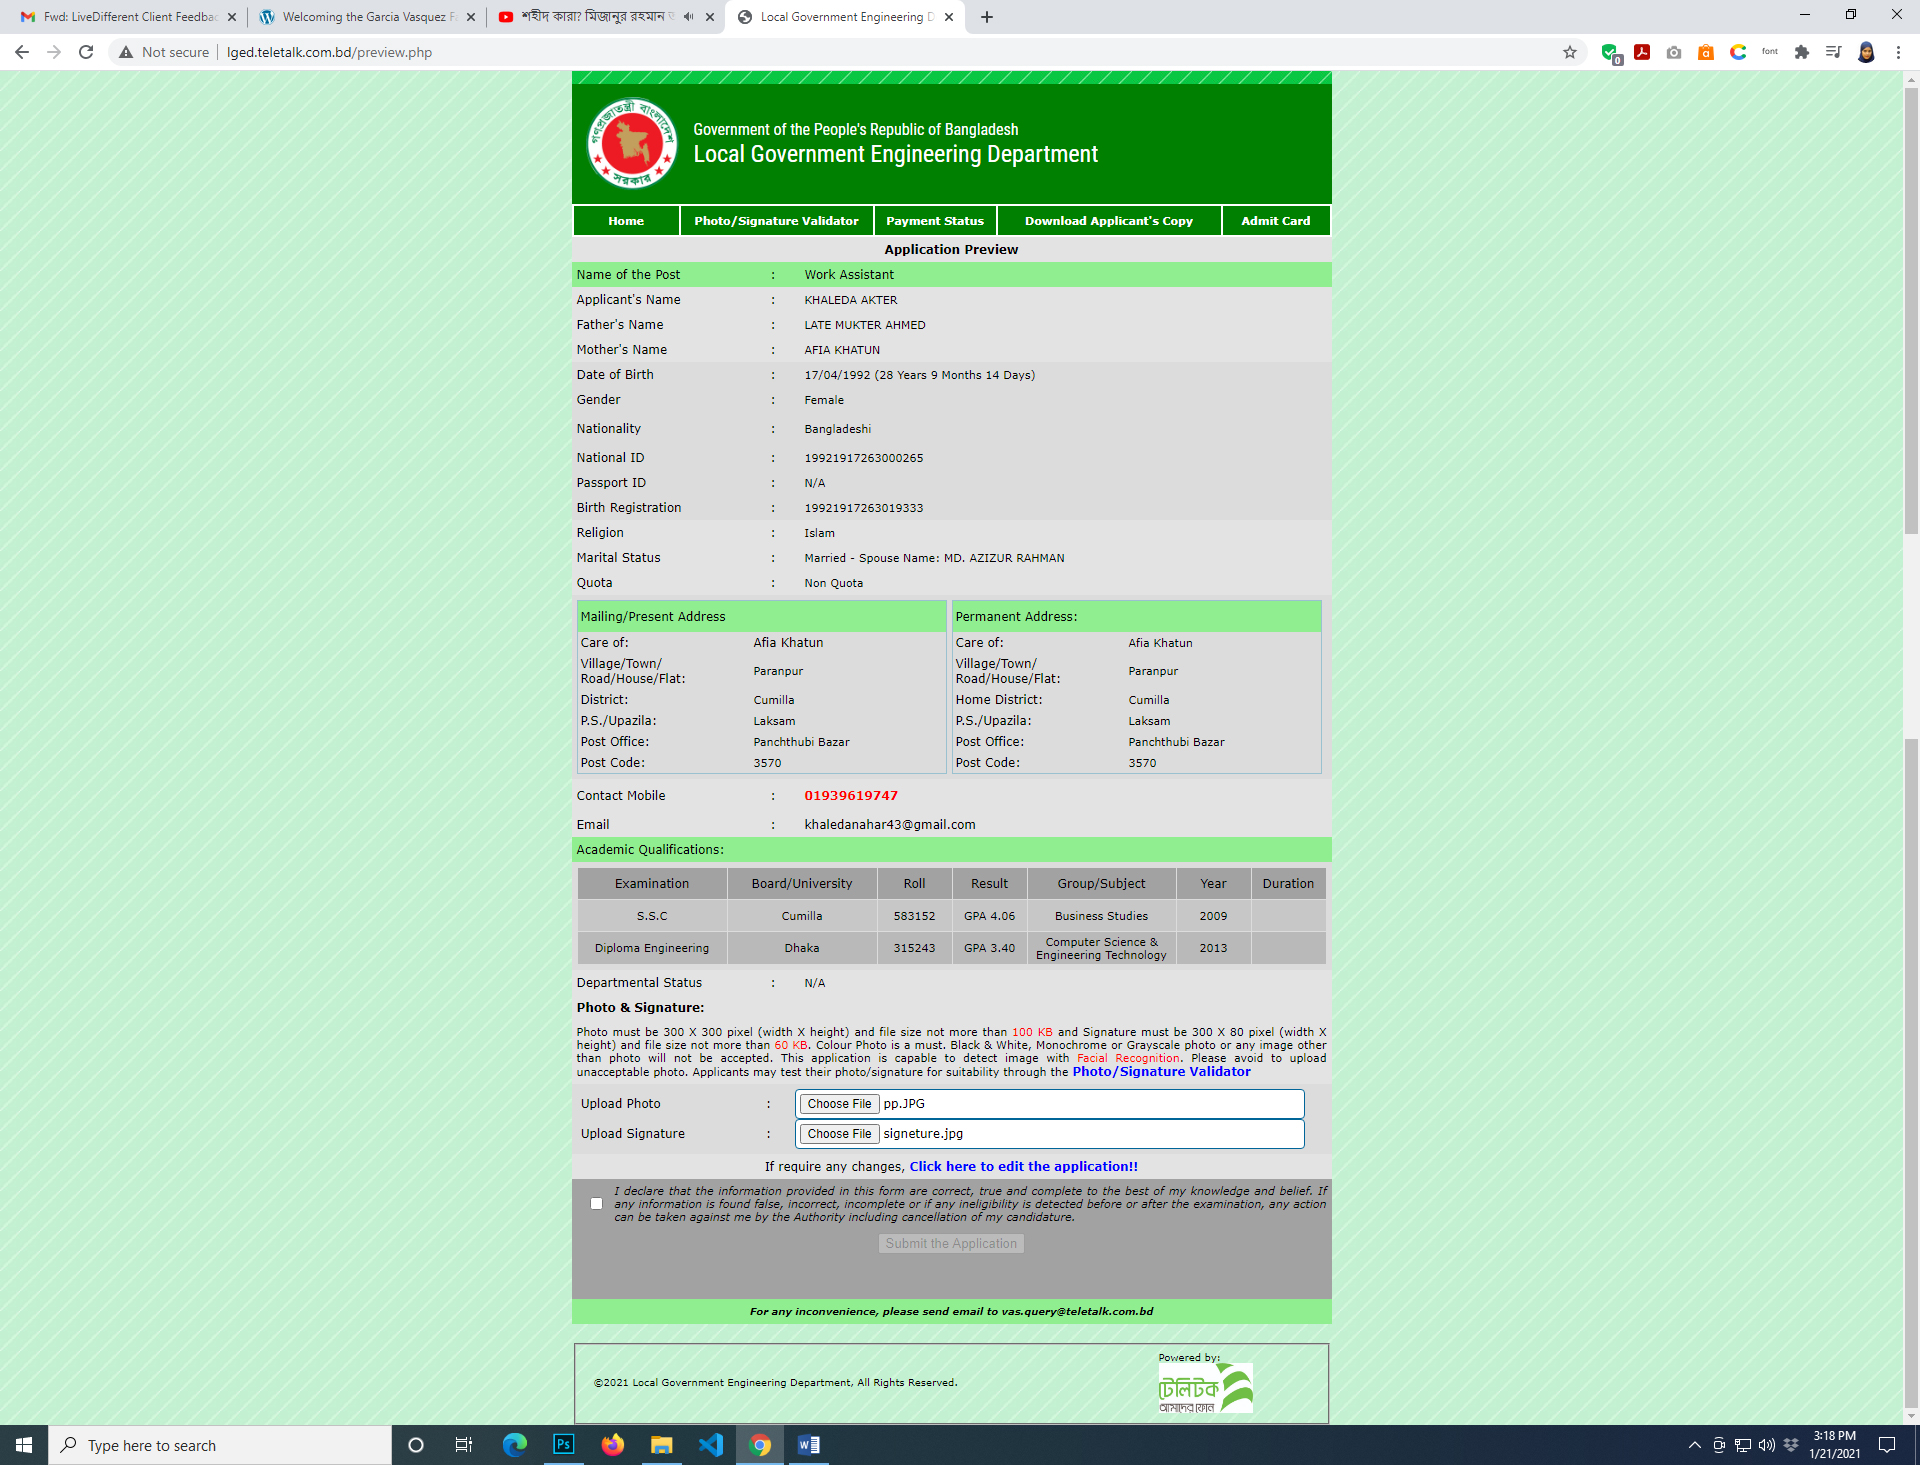 Fwd: LiveDifferent Client Feedbac
Welcoming the Garcia Vasquez F
শহীদ কারা? মিজানুর রহমান
Local Government Engineering D
Not secure
lged.teletalk.com.bd/preview.php
0
font
গণপ্রজাতন্ত্রী বাংলাদেশ
সরকার
Government of the People's Republic of Bangladesh
Local Government Engineering Department
Home
Photo/Signature Validator
Payment Status
Download Applicant's Copy
Admit Card
Application Preview
Name of the Post : Work Assistant
Applicant's Name : KHALEDA AKTER
Father's Name : LATE MUKTER AHMED
Mother's Name : AFIA KHATUN
Date of Birth : 17/04/1992 (28 Years 9 Months 14 Days)
Gender : Female
Nationality : Bangladeshi
National ID : 19921917263000265
Passport ID : N/A
Birth Registration : 19921917263019333
Religion : Islam
Marital Status : Married - Spouse Name: MD. AZIZUR RAHMAN
Quota : Non Quota
Mailing/Present Address
Care of: Afia Khatun
Village/Town/
Road/House/Flat: Paranpur
District: Cumilla
P.S./Upazila: Laksam
Post Office: Panchthubi Bazar
Post Code: 3570
Permanent Address:
Care of: Afia Khatun
Village/Town/
Road/House/Flat: Paranpur
Home District: Cumilla
P.S./Upazila: Laksam
Post Office: Panchthubi Bazar
Post Code: 3570
Contact Mobile : 01939619747
Email : khaledanahar43@gmail.com
Academic Qualifications:
Examination Board/University Roll Result Group/Subject Year Duration
S.S.C Cumilla 583152 GPA 4.06 Business Studies 2009
Diploma Engineering Dhaka 315243 GPA 3.40 Computer Science &
Engineering Technology 2013
Departmental Status : N/A
Photo & Signature:
Photo must be 300 X 300 pixel (width X height) and file size not more than 100 KB and Signature must be 300 X 80 pixel (width X
height) and file size not more than 60 KB. Colour Photo is a must. Black & White, Monochrome or Grayscale photo or any image other
than photo will not be accepted. This application is capable to detect image with Facial Recognition. Please avoid to upload
unacceptable photo. Applicants may test their photo/signature for suitability through the Photo/Signature Validator
Upload Photo : Choose File pp.JPG
Upload Signature : Choose File signeture.jpg
If require any changes, Click here to edit the application!!
I declare that the information provided in this form are correct, true and complete to the best of my knowledge and belief. If
any information is found false, incorrect, incomplete or if any ineligibility is detected before or after the examination, any action
can be taken against me by the Authority including cancellation of my candidature.
Submit the Application
For any inconvenience, please send email to vas.query@teletalk.com.bd
©2021 Local Government Engineering Department, All Rights Reserved.
Powered by:
টেলিটক
আমাদের ফোন
Type here to search
Ps
W
3:18 PM
1/21/2021